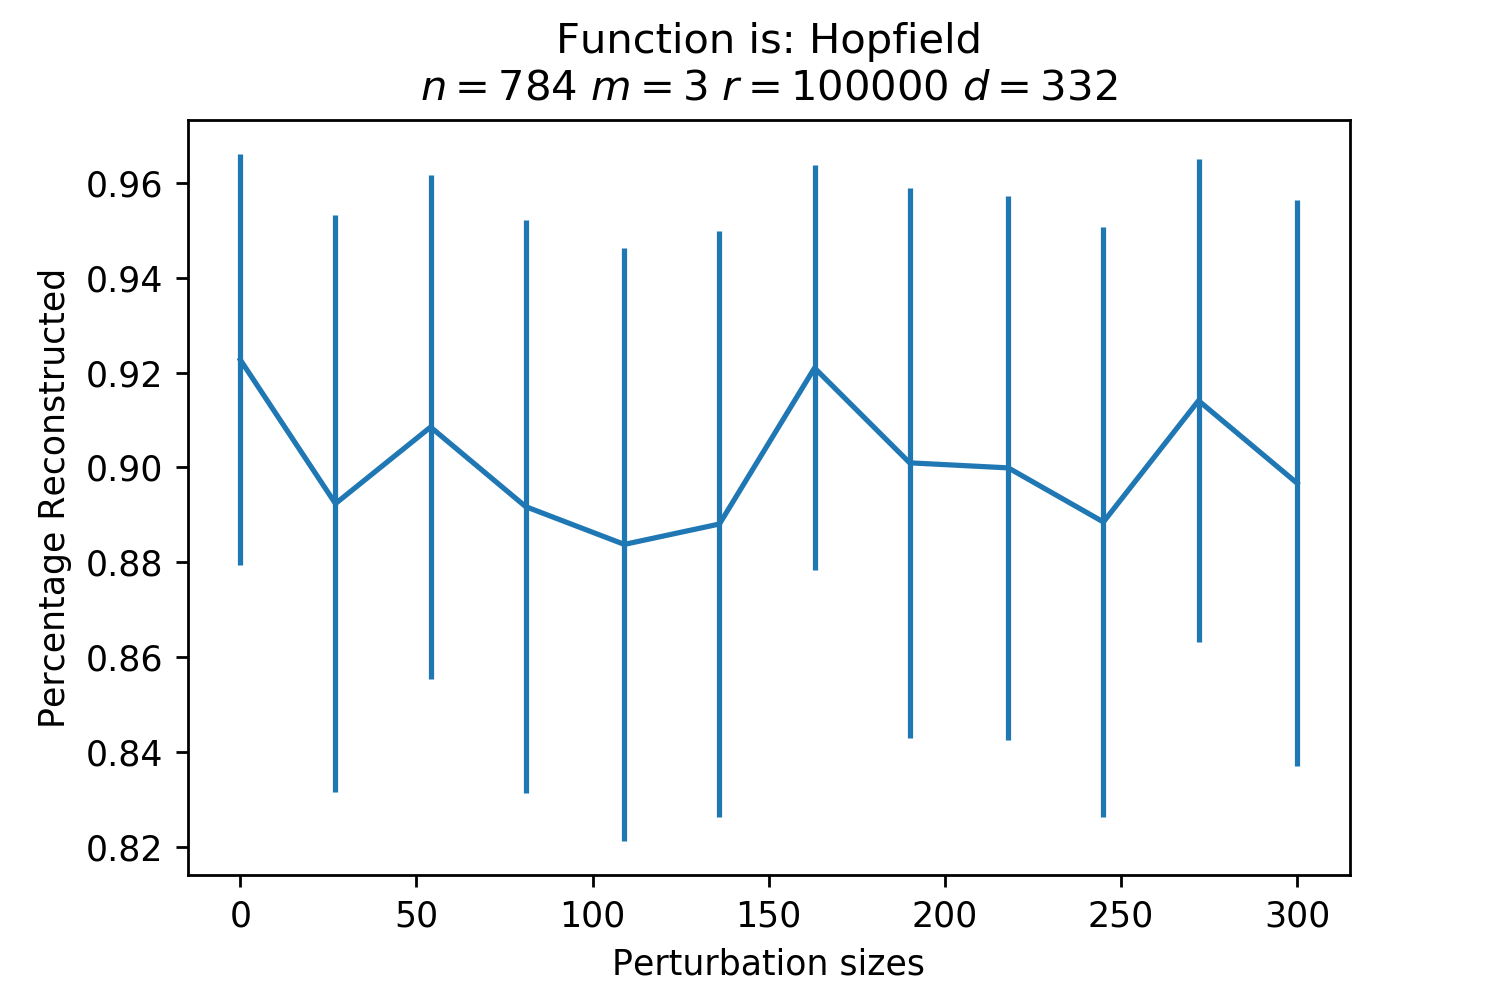 Function is: Hopfield
n = 784 m = 3 r = 100000 d = 332
Percentage Reconstructed
0.96
0.94
0.92
0.90
0.88
0.86
0.84
0.82
0 50 100 150 200 250 300
Perturbation sizes